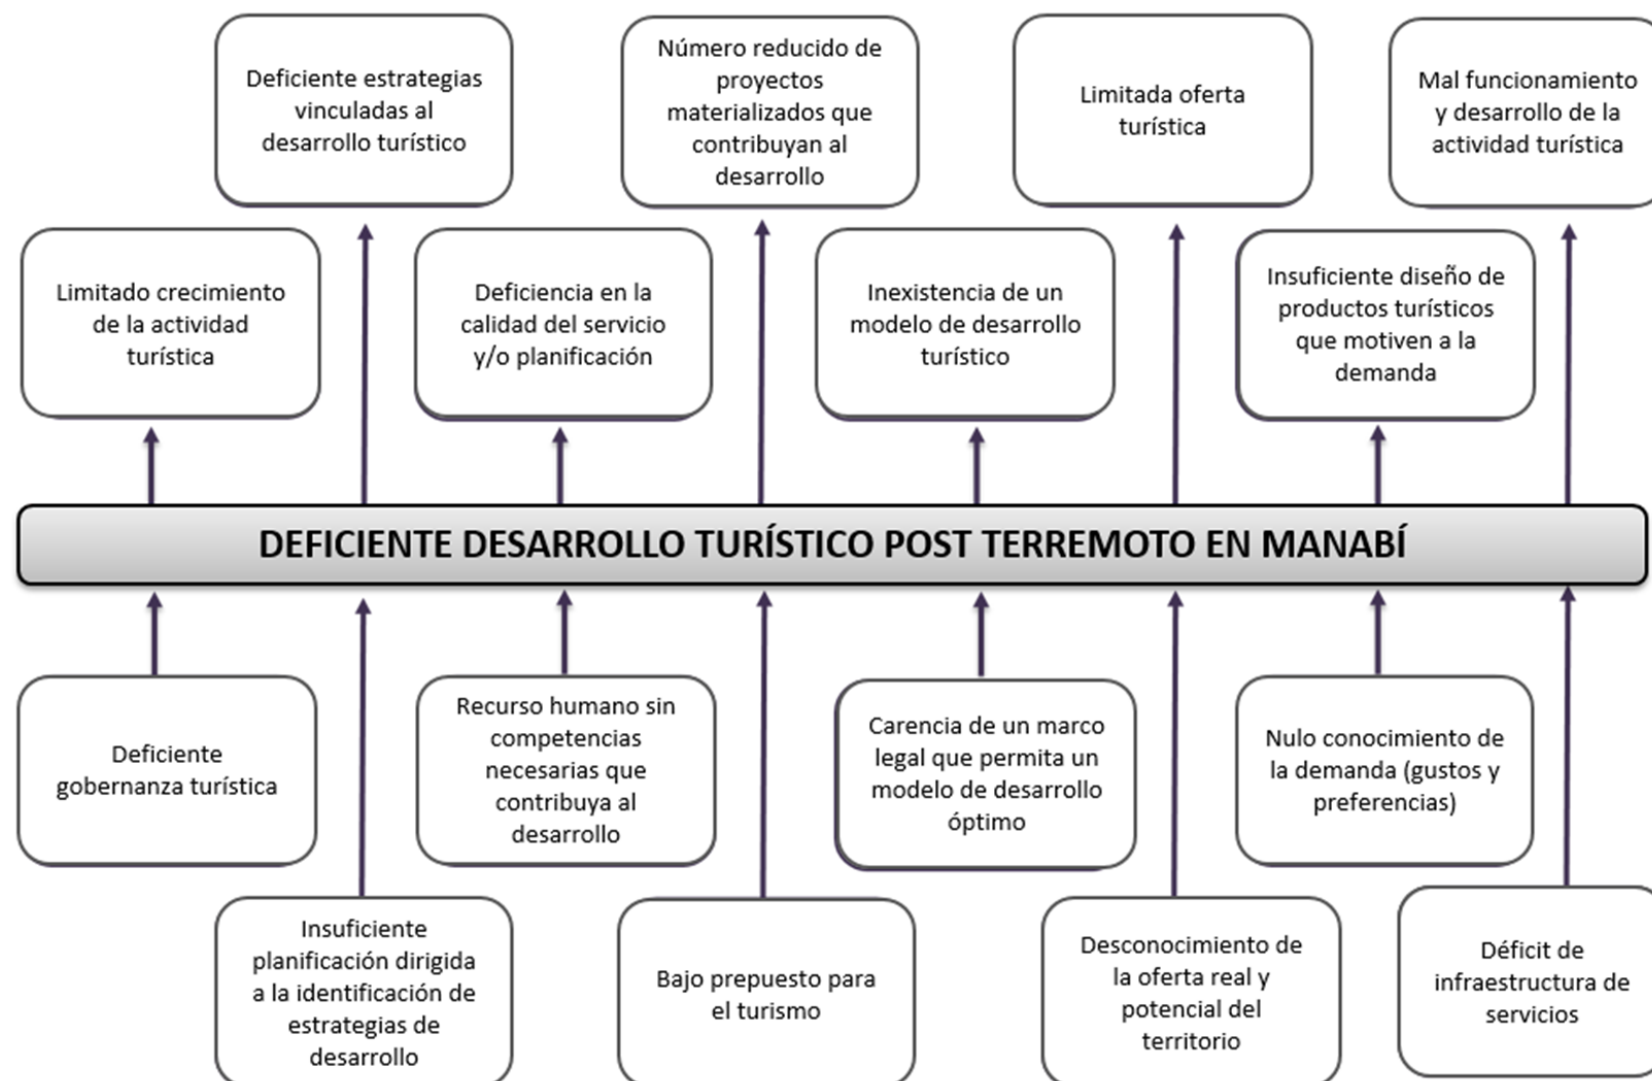 Deficiente estrategias
vinculadas al
desarrollo turístico
Número reducido de
proyectos
materializados que
contribuyan al
desarrollo
Limitada oferta
turística
Mal funcionamiento
y desarrollo de la
actividad turística
Limitado crecimiento
de la actividad
turística
Deficiencia en la
calidad del servicio
y/o planificación
Inexistencia de un
modelo de desarrollo
turístico
Insuficiente diseño de
productos turísticos
que motiven a la
demanda
DEFICIENTE DESARROLLO TURÍSTICO POST TERREMOTO EN MANABÍ
Deficiente
gobernanza turística
Recurso humano sin
competencias
necesarias que
contribuya al
desarrollo
Carencia de un marco
legal que permita un
modelo de desarrollo
óptimo
Nulo conocimiento de
la demanda (gustos y
preferencias)
Insuficiente
planificación dirigida
a la identificación de
estrategias de
desarrollo
Bajo prepuesto para
el turismo
Desconocimiento de
la oferta real y
potencial del
territorio
Déficit de
infraestructura de
servicios